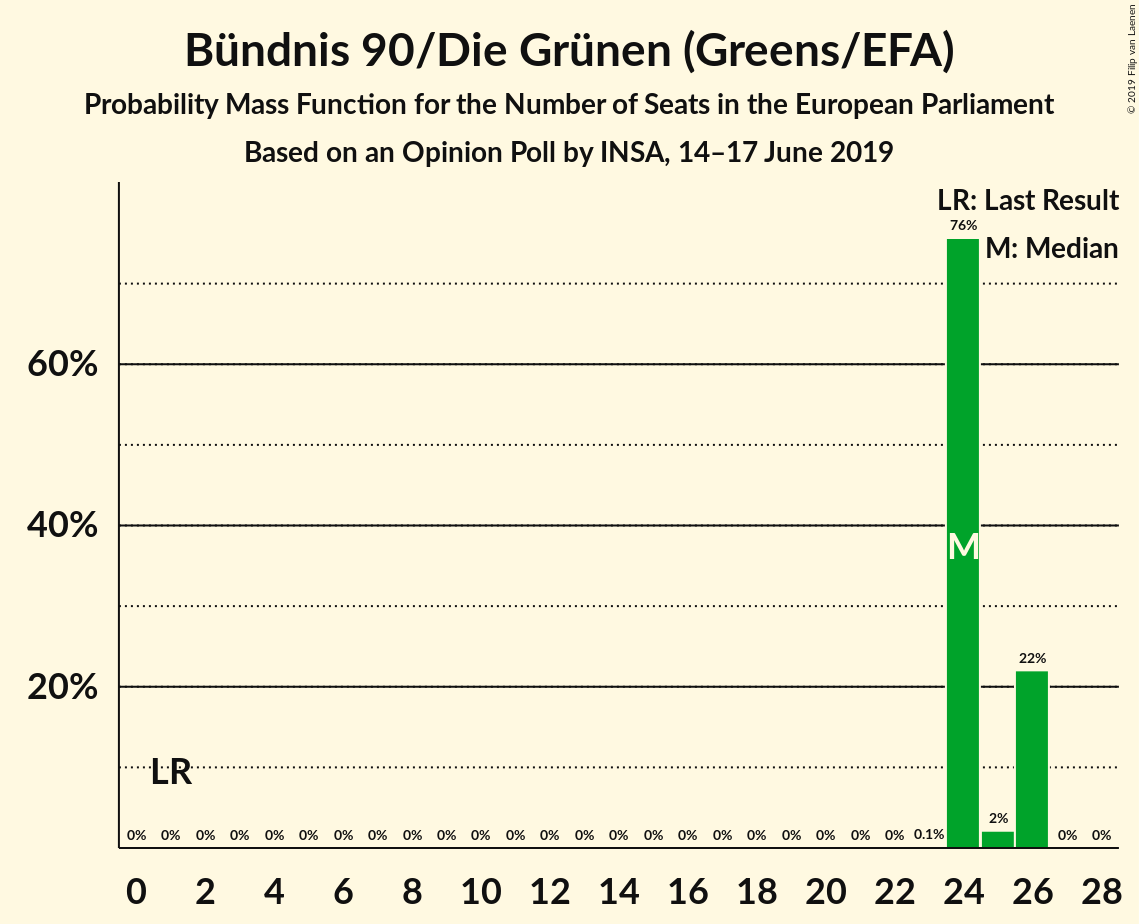 Bündnis 90/Die Grünen (Greens/EFA)
Probability Mass Function for the Number of Seats in the European Parliament
Based on an Opinion Poll by INSA, 14–17 June 2019
© 2019 Filip van Laenen
LR: Last Result
M: Median
76%
60%
40%
M
22%
20%
LR
2%
0% 0% 0% 0% 0% 0% 0% 0% 0% 0% 0% 0% 0% 0% 0% 0% 0% 0% 0% 0% 0% 0% 0% 0.1% 0% 0%
0 2 4 6 8 10 12 14 16 18 20 22 24 26 28